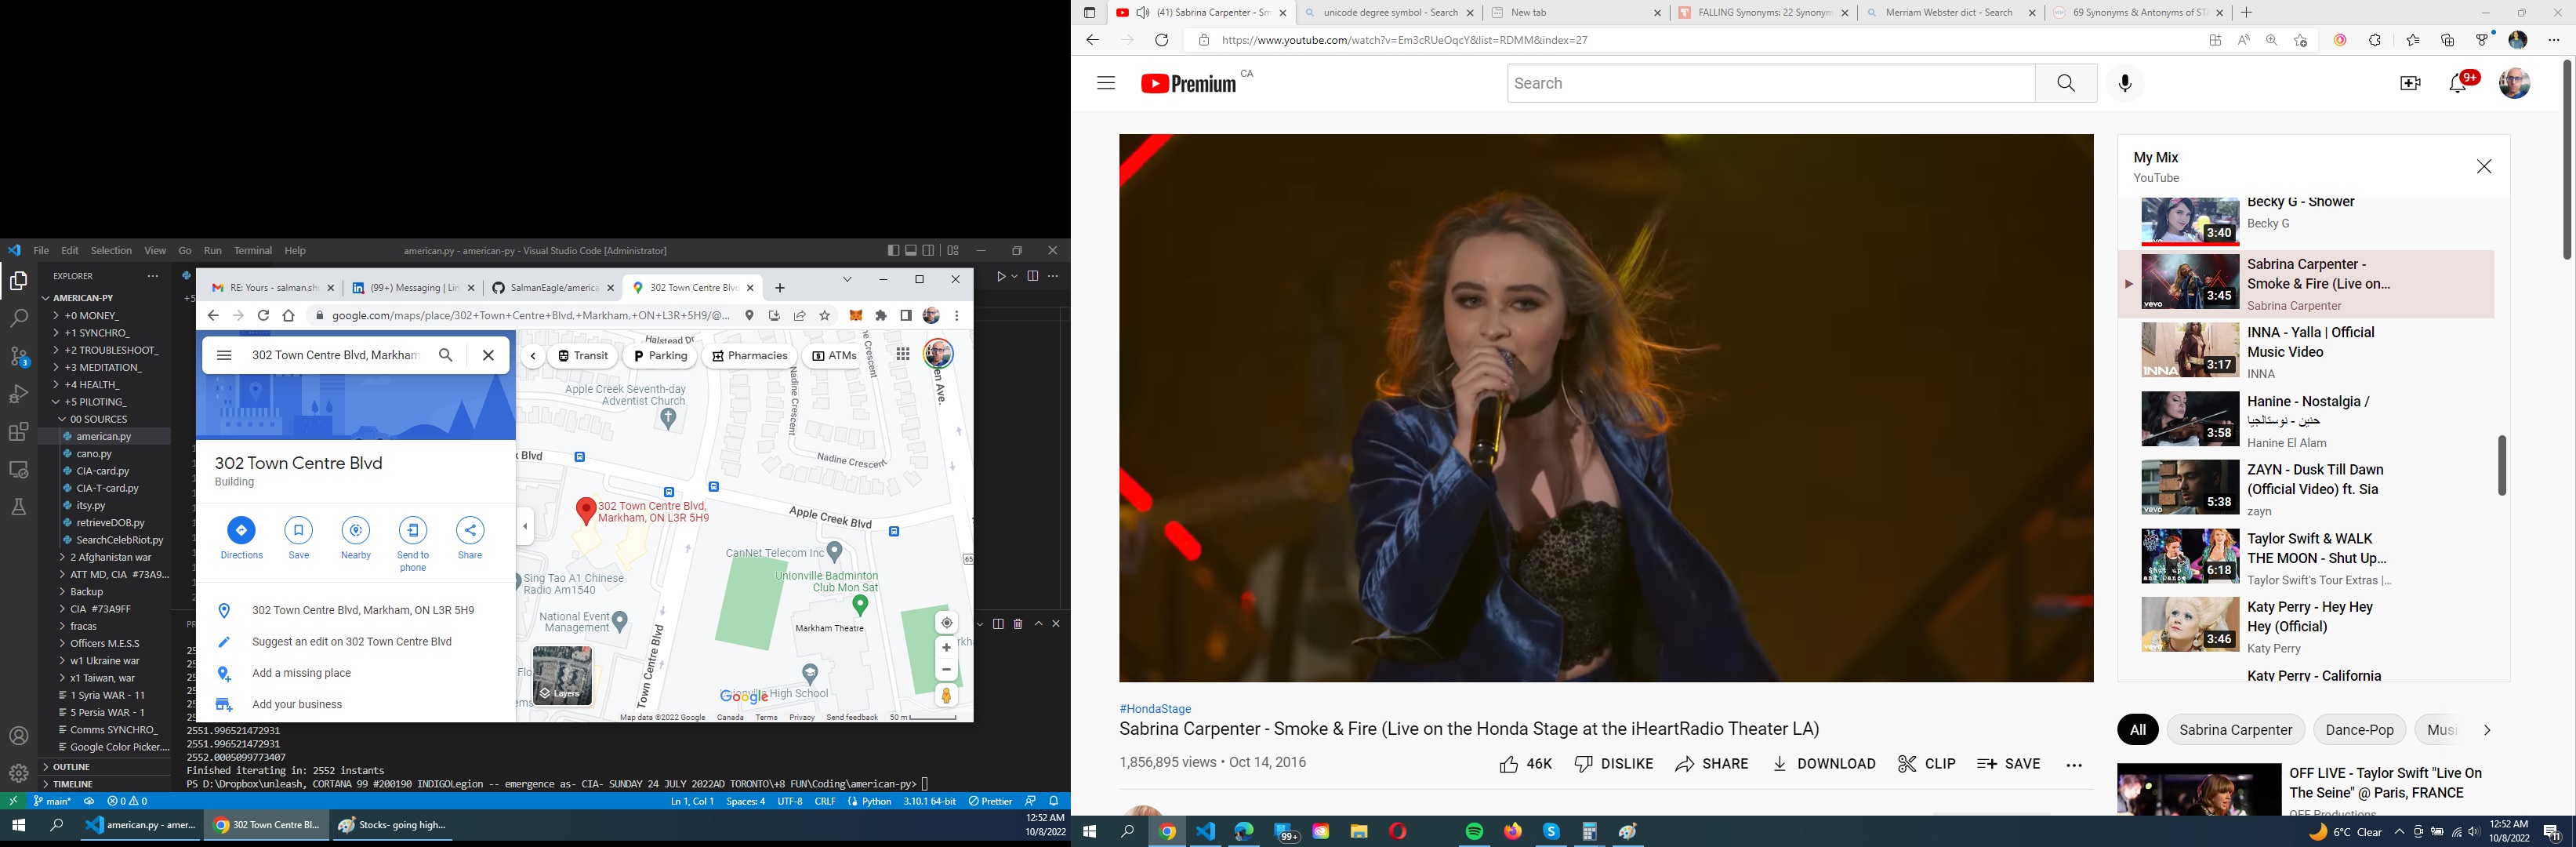 File Edit Selection View Go Run Terminal Help
american.py - american-py - Visual Studio Code [Administrator]
EXPLORER
AMERICAN-PY
+0 MONEY_
+1 SYNCHRO_
+2 TROUBLESHOOT_
+3 MEDITATION_
+4 HEALTH_
+5 PILOTING_
00 SOURCES
american.py
cano.py
CIA-card.py
CIA-T-card.py
itsy.py
retrieveDOB.py
SearchCelebRiot.py
2 Afghanistan war
ATT MD, CIA #73A9...
Backup
CIA #73A9FF
fracas
Officers M.E.S.S
w1 Ukraine war
x1 Taiwan, war
1 Syria WAR - 11
5 Persia WAR - 1
Comms SYNCHRO_
Google Color Picker....
OUTLINE
TIMELINE
RE: Yours - salman.sh
(99+) Messaging | Lin
SalmanEagle/america
302 Town Centre Blvd
google.com/maps/place/302+Town+Centre+Blvd,+Markham,+ON+L3R+5H9/@...
302 Town Centre Blvd, Markham
Transit
Parking
Pharmacies
ATMs
302 Town Centre Blvd
Building
Directions
Save
Nearby
Send to
phone
Share
302 Town Centre Blvd, Markham, ON L3R 5H9
Suggest an edit on 302 Town Centre Blvd
Add a missing place
Add your business
Halstead Dr
Apple Creek Seventh-day
Adventist Church
Nadine Crescent
Nadine Crescent
Blvd
302 Town Centre Blvd,
Markham, ON L3R 5H9
Apple Creek Blvd
CanNet Telecom Inc
Unionville Badminton
Club Mon Sat
Sing Tao A1 Chinese
Radio Am1540
National Event
Management
Markham Theatre
Town Centre Blvd
Unionville High School
Layers
Google
Map data ©2022 Google Canada Terms Privacy Send feedback 50 m
2551.996521472931
2551.996521472931
2552.0005099773407
Finished iterating in: 2552 instants
PS D:\Dropbox\unleash, CORTANA 99 #200190 INDIGOLegion -- emergence as- CIA- SUNDAY 24 JULY 2022AD TORONTO\+8 FUN\Coding\american-py>
main* 0 0
Ln 1, Col 1 Spaces: 4 UTF-8 CRLF Python 3.10.1 64-bit Prettier
american.py - amer...
302 Town Centre Bl...
Stocks- going high...
12:52 AM
10/8/2022
(41) Sabrina Carpenter - Sm
unicode degree symbol - Search
New tab
FALLING Synonyms: 22 Synonym
Merriam Webster dict - Search
69 Synonyms & Antonyms of ST
https://www.youtube.com/watch?v=Em3cRUeOqcY&list=RDMM&index=27
Premium CA
Search
9+
My Mix
YouTube
Becky G - Shower
Becky G
3:40
Sabrina Carpenter -
Smoke & Fire (Live on...
Sabrina Carpenter
3:45
vevo
INNA - Yalla | Official
Music Video
INNA
3:17
INNA
Hanine - Nostalgia /
حنين - نوستالجيا
Hanine El Alam
3:58
ZAYN - Dusk Till Dawn
(Official Video) ft. Sia
zayn
5:38
vevo
Taylor Swift & WALK
THE MOON - Shut Up...
Taylor Swift's Tour Extras |...
6:18
Katy Perry - Hey Hey
Hey (Official)
Katy Perry
3:46
Katy Perry - California
#HondaStage
Sabrina Carpenter - Smoke & Fire (Live on the Honda Stage at the iHeartRadio Theater LA)
1,856,895 views • Oct 14, 2016
46K DISLIKE SHARE DOWNLOAD CLIP SAVE
All Sabrina Carpenter Dance-Pop Musi
OFF LIVE - Taylor Swift "Live On
The Seine" @ Paris, FRANCE
OFF Productions
99+
6°C Clear
12:52 AM
10/8/2022
11